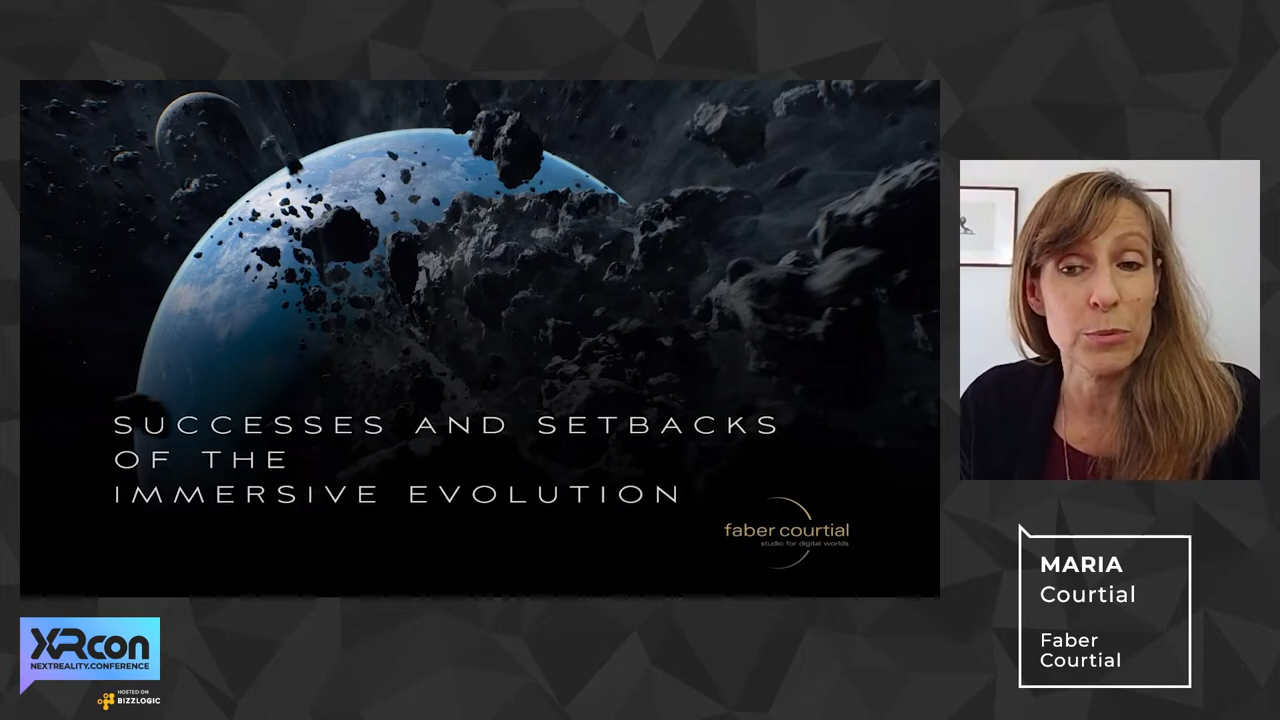 SUCCESSES AND SETBACKS
OF THE
IMMERSIVE EVOLUTION
faber courtial
studio for digital worlds
MARIA
Courtial
Faber
Courtial
XRcon
NEXTREALITY.CONFERENCE
HOSTED ON
BIZZLOGIC